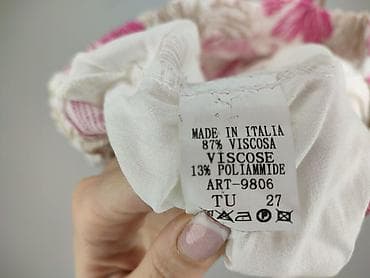 MADE IN ITALIA
87% VISCOSA
VISCOSE
13% POLIAMMIDE
ART-9806
TU 27